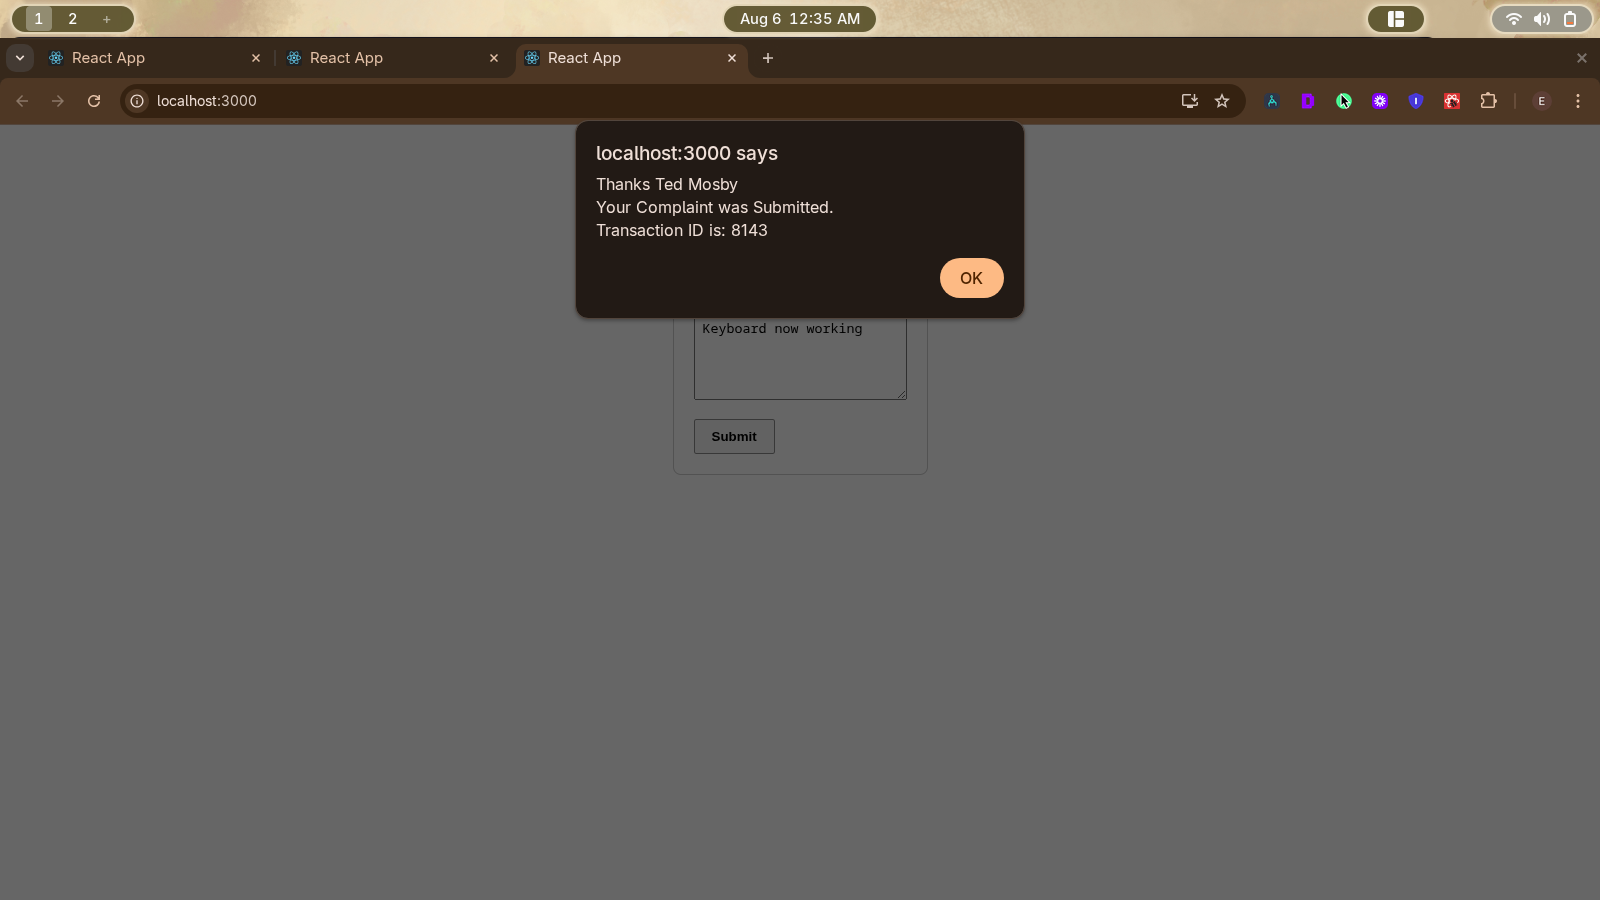 1 2 +
Aug 6 12:35 AM
React App
React App
React App
localhost:3000
E
localhost:3000 says
Thanks Ted Mosby
Your Complaint was Submitted.
Transaction ID is: 8143
OK
Keyboard now working
Submit